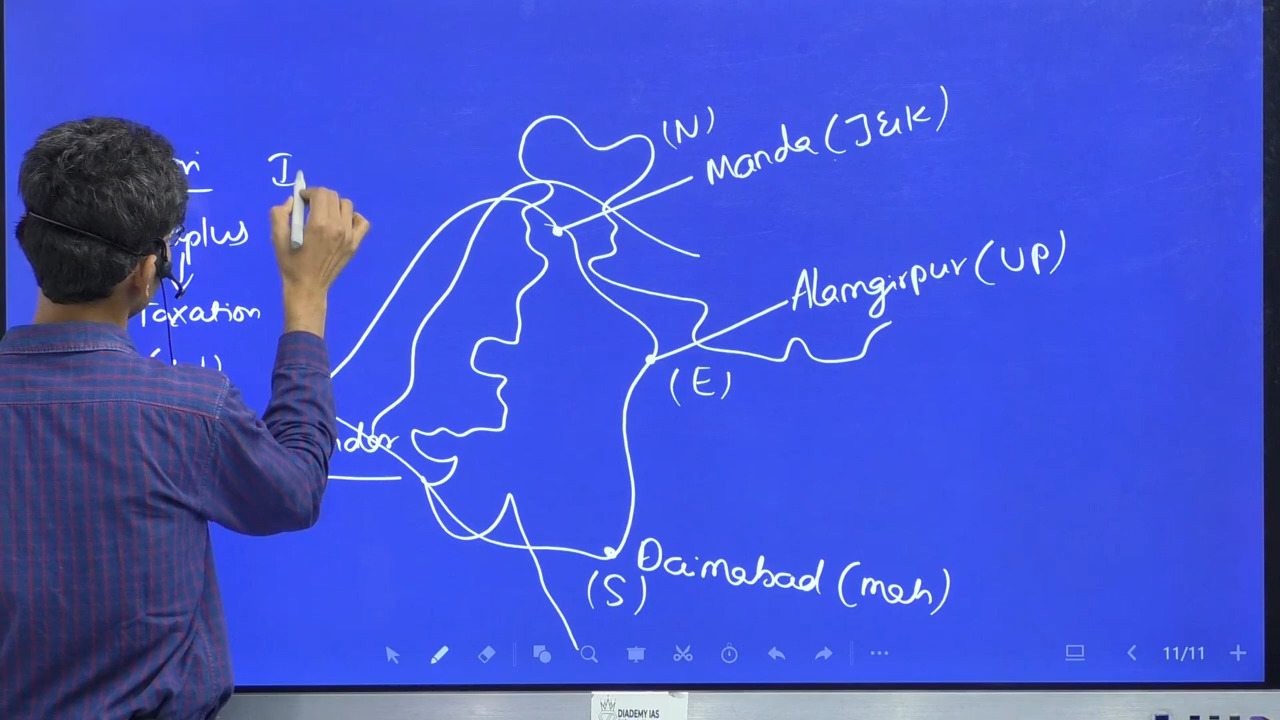 (N)
Manda (J&K)
I
plus
Alamgirpur (UP)
Taxation
(E)
Daimabad (Mah)
(S)
11/11
DIADEMY IAS